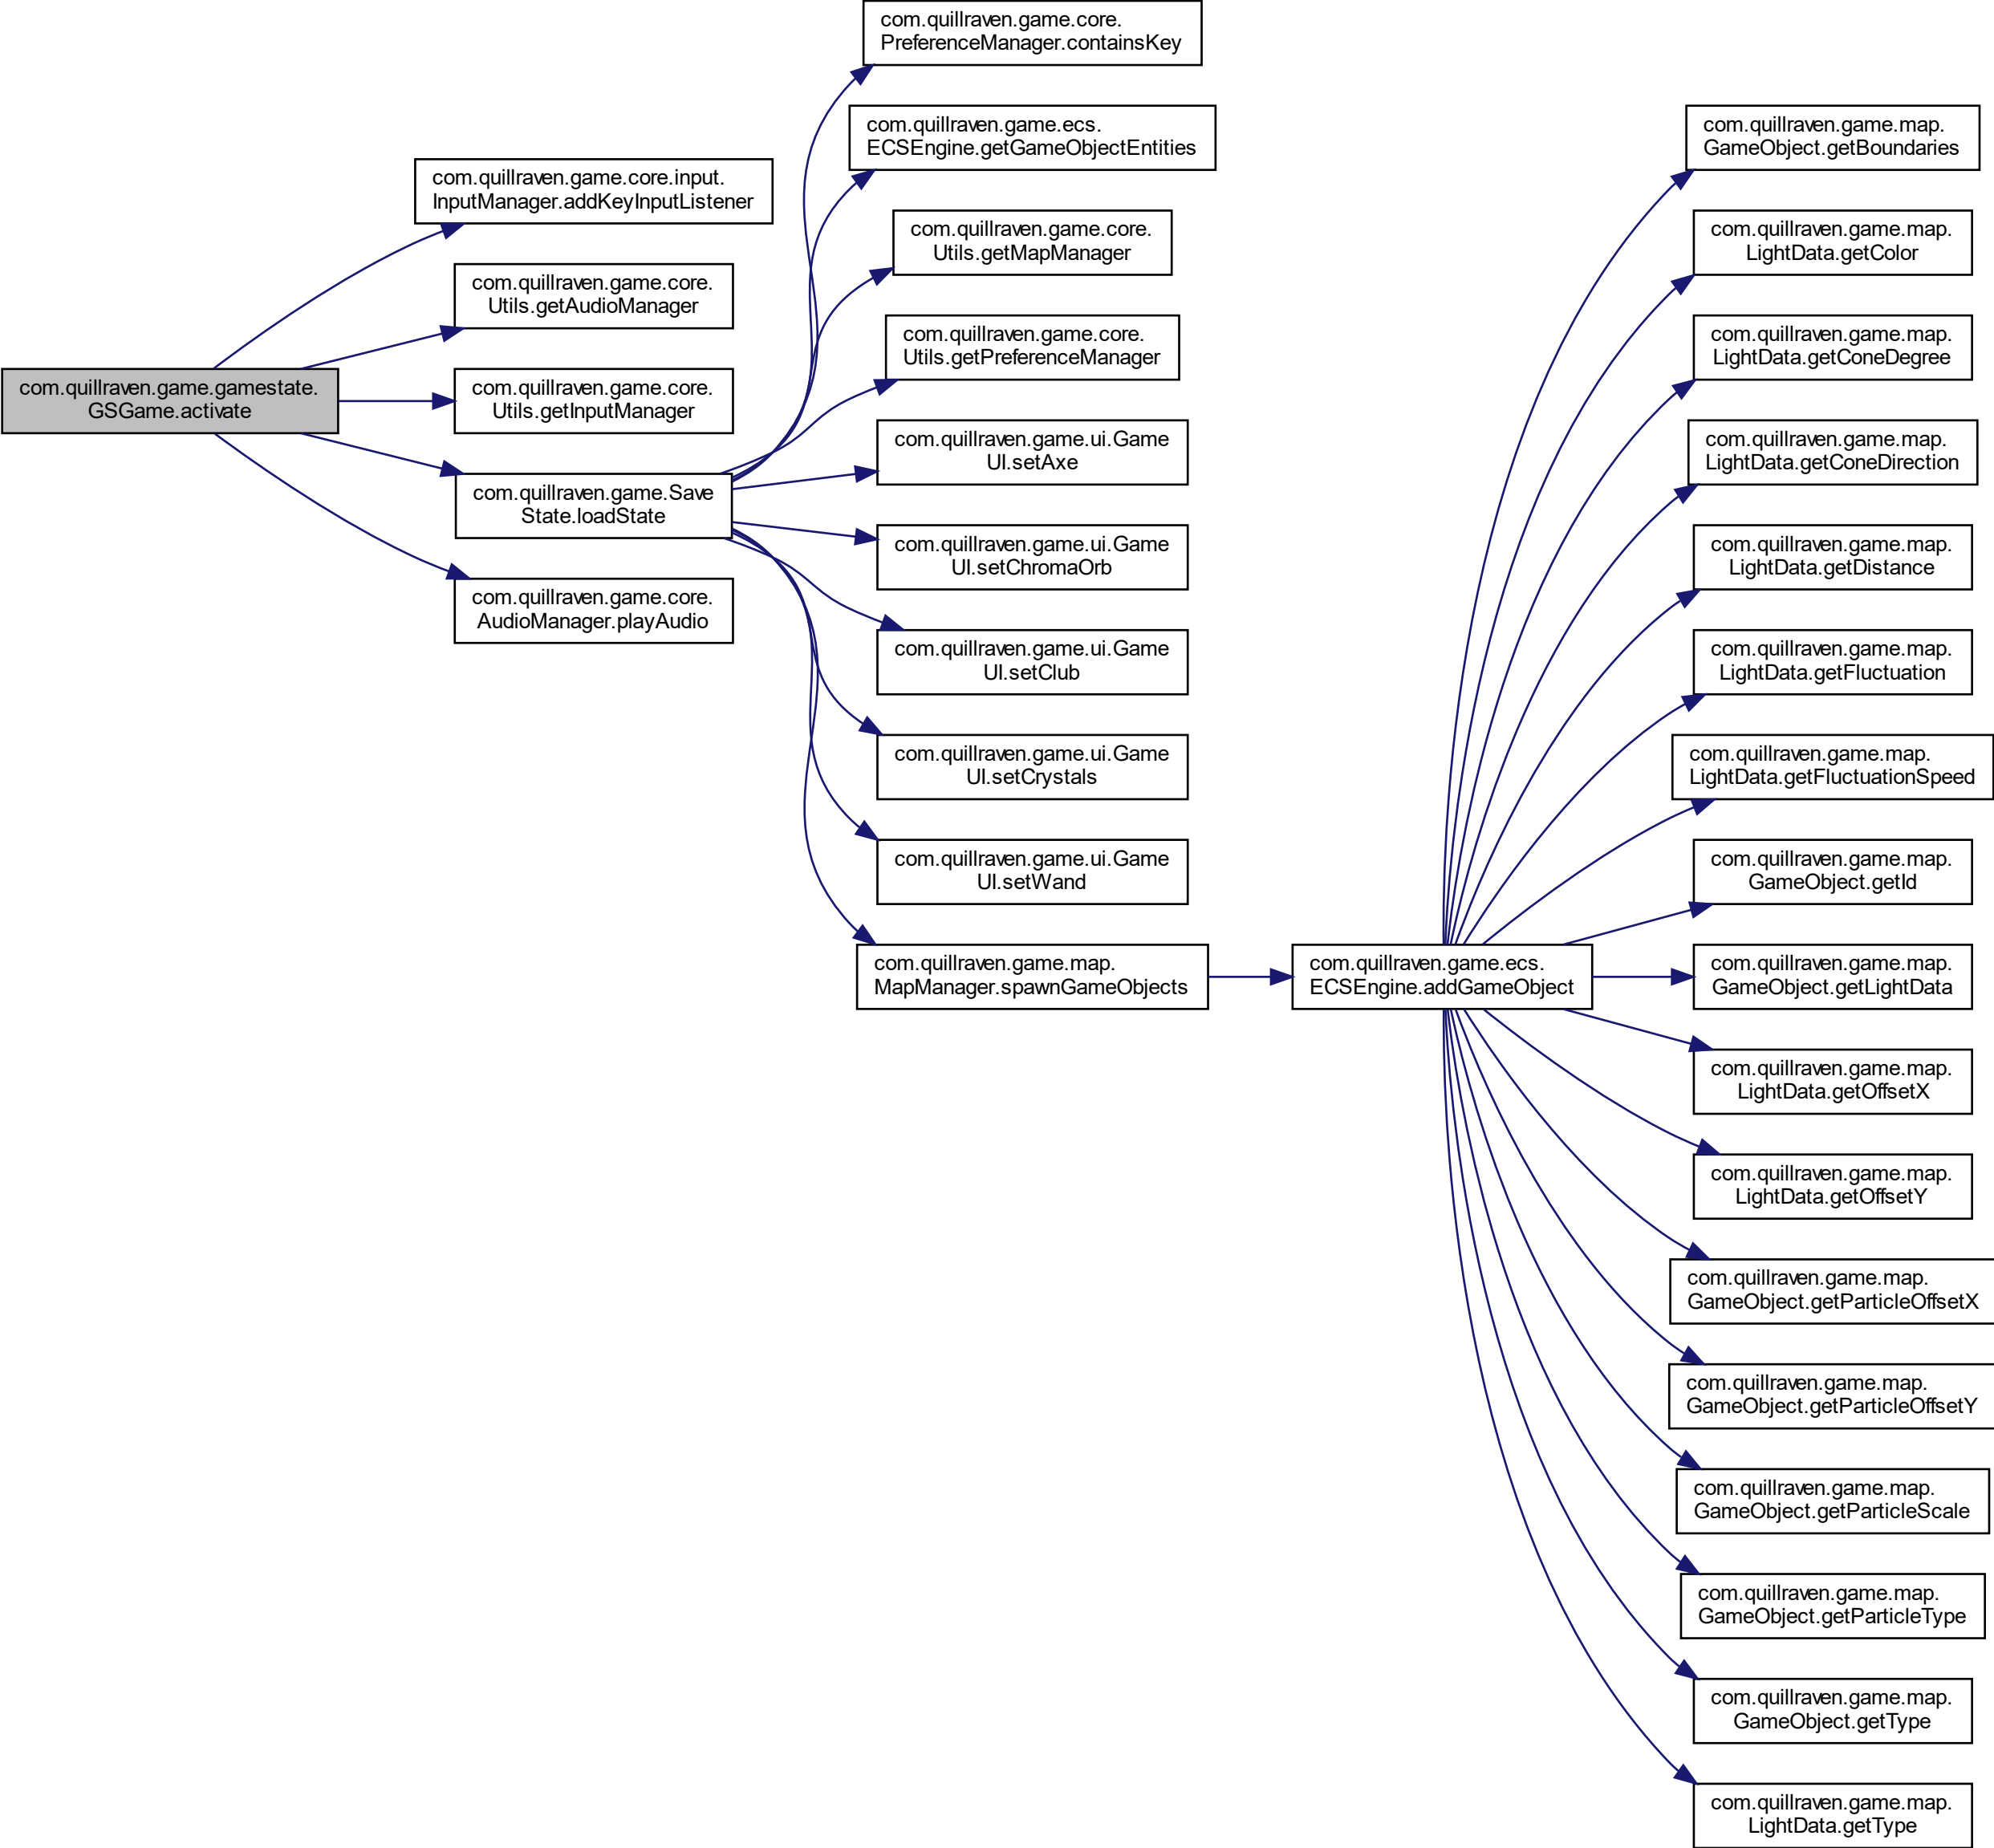 com.quillraven.game.gamestate.
GSGame.activate
com.quillraven.game.core.input.
InputManager.addKeyInputListener
com.quillraven.game.core.
Utils.getAudioManager
com.quillraven.game.core.
Utils.getInputManager
com.quillraven.game.Save
State.loadState
com.quillraven.game.core.
AudioManager.playAudio
com.quillraven.game.core.
PreferenceManager.containsKey
com.quillraven.game.ecs.
ECSEngine.getGameObjectEntities
com.quillraven.game.core.
Utils.getMapManager
com.quillraven.game.core.
Utils.getPreferenceManager
com.quillraven.game.ui.Game
UI.setAxe
com.quillraven.game.ui.Game
UI.setChromaOrb
com.quillraven.game.ui.Game
UI.setClub
com.quillraven.game.ui.Game
UI.setCrystals
com.quillraven.game.ui.Game
UI.setWand
com.quillraven.game.map.
MapManager.spawnGameObjects
com.quillraven.game.ecs.
ECSEngine.addGameObject
com.quillraven.game.map.
GameObject.getBoundaries
com.quillraven.game.map.
LightData.getColor
com.quillraven.game.map.
LightData.getConeDegree
com.quillraven.game.map.
LightData.getConeDirection
com.quillraven.game.map.
LightData.getDistance
com.quillraven.game.map.
LightData.getFluctuation
com.quillraven.game.map.
LightData.getFluctuationSpeed
com.quillraven.game.map.
GameObject.getId
com.quillraven.game.map.
GameObject.getLightData
com.quillraven.game.map.
LightData.getOffsetX
com.quillraven.game.map.
LightData.getOffsetY
com.quillraven.game.map.
GameObject.getParticleOffsetX
com.quillraven.game.map.
GameObject.getParticleOffsetY
com.quillraven.game.map.
GameObject.getParticleScale
com.quillraven.game.map.
GameObject.getParticleType
com.quillraven.game.map.
GameObject.getType
com.quillraven.game.map.
LightData.getType